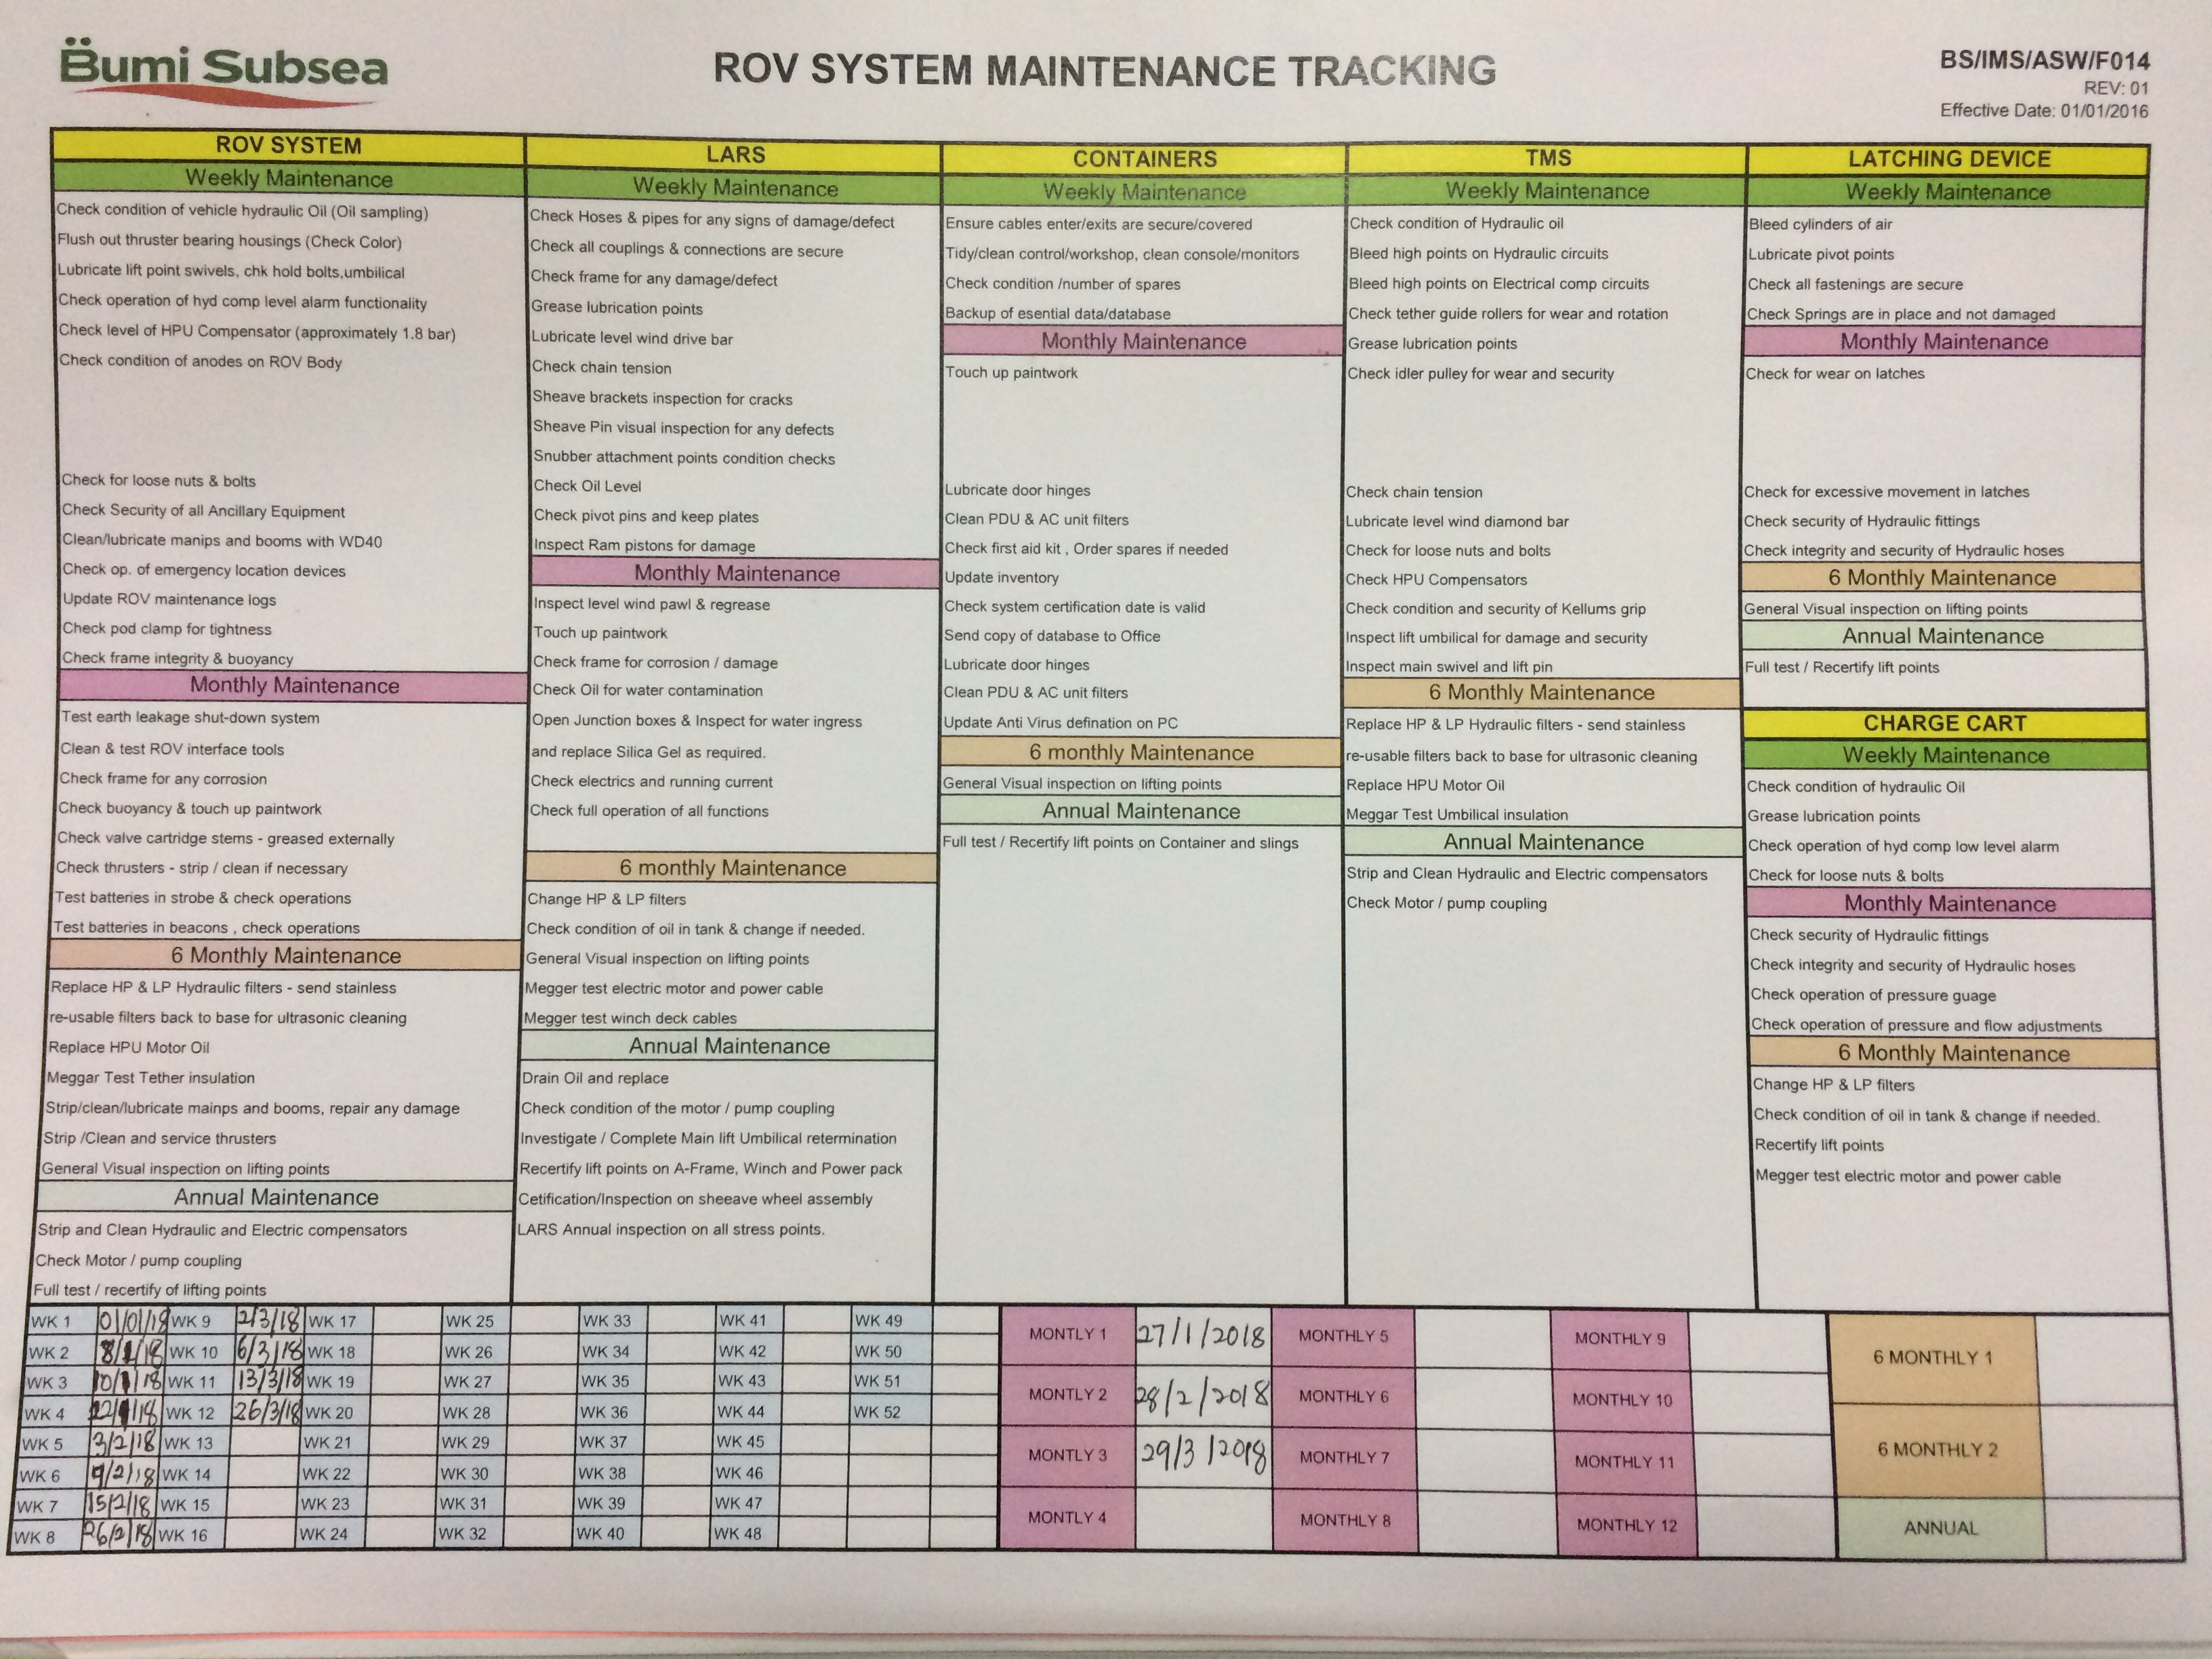 Bumi Subsea
ROV SYSTEM MAINTENANCE TRACKING
BS/IMS/ASW/F014
REV: 01
Effective Date: 01/01/2016
ROV SYSTEM
Weekly Maintenance
Check condition of vehicle hydraulic Oil (Oil sampling)
Flush out thruster bearing housings (Check Color)
Lubricate lift point swivels, chk hold bolts,umbilical
Check operation of hyd comp level alarm functionality
Check level of HPU Compensator (approximately 1.8 bar)
Check condition of anodes on ROV Body
Check for loose nuts & bolts
Check Security of all Ancillary Equipment
Clean/lubricate manips and booms with WD40
Check op. of emergency location devices
Update ROV maintenance logs
Check pod clamp for tightness
Check frame integrity & buoyancy
Monthly Maintenance
Test earth leakage shut-down system
Clean & test ROV interface tools
Check frame for any corrosion
Check buoyancy & touch up paintwork
Check valve cartridge stems - greased externally
Check thrusters - strip / clean if necessary
Test batteries in strobe & check operations
Test batteries in beacons , check operations
6 Monthly Maintenance
Replace HP & LP Hydraulic filters - send stainless
re-usable filters back to base for ultrasonic cleaning
Replace HPU Motor Oil
Meggar Test Tether insulation
Strip/clean/lubricate mainps and booms, repair any damage
Strip /Clean and service thrusters
General Visual inspection on lifting points
Annual Maintenance
Strip and Clean Hydraulic and Electric compensators
Check Motor / pump coupling
Full test / recertify of lifting points
LARS
Weekly Maintenance
Check Hoses & pipes for any signs of damage/defect
Check all couplings & connections are secure
Check frame for any damage/defect
Grease lubrication points
Lubricate level wind drive bar
Check chain tension
Sheave brackets inspection for cracks
Sheave Pin visual inspection for any defects
Snubber attachment points condition checks
Check Oil Level
Check pivot pins and keep plates
Inspect Ram pistons for damage
Monthly Maintenance
Inspect level wind pawl & regrease
Touch up paintwork
Check frame for corrosion / damage
Check Oil for water contamination
Open Junction boxes & Inspect for water ingress
and replace Silica Gel as required.
Check electrics and running current
Check full operation of all functions
6 monthly Maintenance
Change HP & LP filters
Check condition of oil in tank & change if needed.
General Visual inspection on lifting points
Megger test electric motor and power cable
Megger test winch deck cables
Annual Maintenance
Drain Oil and replace
Check condition of the motor / pump coupling
Investigate / Complete Main lift Umbilical retermination
Recertify lift points on A-Frame, Winch and Power pack
Cetification/Inspection on sheeave wheel assembly
LARS Annual inspection on all stress points.
CONTAINERS
Weekly Maintenance
Ensure cables enter/exits are secure/covered
Tidy/clean control/workshop, clean console/monitors
Check condition /number of spares
Backup of esential data/database
Monthly Maintenance
Touch up paintwork
Lubricate door hinges
Clean PDU & AC unit filters
Check first aid kit , Order spares if needed
Update inventory
Check system certification date is valid
Send copy of database to Office
Lubricate door hinges
Clean PDU & AC unit filters
Update Anti Virus defination on PC
6 monthly Maintenance
General Visual inspection on lifting points
Annual Maintenance
Full test / Recertify lift points on Container and slings
TMS
Weekly Maintenance
Check condition of Hydraulic oil
Bleed high points on Hydraulic circuits
Bleed high points on Electrical comp circuits
Check tether guide rollers for wear and rotation
Grease lubrication points
Check idler pulley for wear and security
Check chain tension
Lubricate level wind diamond bar
Check for loose nuts and bolts
Check HPU Compensators
Check condition and security of Kellums grip
Inspect lift umbilical for damage and security
Inspect main swivel and lift pin
6 Monthly Maintenance
Replace HP & LP Hydraulic filters - send stainless
re-usable filters back to base for ultrasonic cleaning
Replace HPU Motor Oil
Meggar Test Umbilical insulation
Annual Maintenance
Strip and Clean Hydraulic and Electric compensators
Check Motor / pump coupling
LATCHING DEVICE
Weekly Maintenance
Bleed cylinders of air
Lubricate pivot points
Check all fastenings are secure
Check Springs are in place and not damaged
Monthly Maintenance
Check for wear on latches
Check for excessive movement in latches
Check security of Hydraulic fittings
Check integrity and security of Hydraulic hoses
6 Monthly Maintenance
General Visual inspection on lifting points
Annual Maintenance
Full test / Recertify lift points
CHARGE CART
Weekly Maintenance
Check condition of hydraulic Oil
Grease lubrication points
Check operation of hyd comp low level alarm
Check for loose nuts & bolts
Monthly Maintenance
Check security of Hydraulic fittings
Check integrity and security of Hydraulic hoses
Check operation of pressure guage
Check operation of pressure and flow adjustments
6 Monthly Maintenance
Change HP & LP filters
Check condition of oil in tank & change if needed.
Recertify lift points
Megger test electric motor and power cable
WK 1 WK 9 2/3/18 WK 17 WK 25 WK 33 WK 41 WK 49
WK 2 WK 10 6/3/18 WK 18 WK 26 WK 34 WK 42 WK 50
WK 3 WK 11 13/3/18 WK 19 WK 27 WK 35 WK 43 WK 51
WK 4 WK 12 26/3/18 WK 20 WK 28 WK 36 WK 44 WK 52
WK 5 3/2/18 WK 13 WK 21 WK 29 WK 37 WK 45
WK 6 9/2/18 WK 14 WK 22 WK 30 WK 38 WK 46
WK 7 15/2/18 WK 15 WK 23 WK 31 WK 39 WK 47
WK 8 WK 16 WK 24 WK 32 WK 40 WK 48
MONTLY 1 27/1/2018 MONTHLY 5 MONTHLY 9
MONTLY 2 28/2/2018 MONTHLY 6 MONTHLY 10
MONTLY 3 29/3/2018 MONTHLY 7 MONTHLY 11
MONTLY 4 MONTHLY 8 MONTHLY 12
6 MONTHLY 1
6 MONTHLY 2
ANNUAL